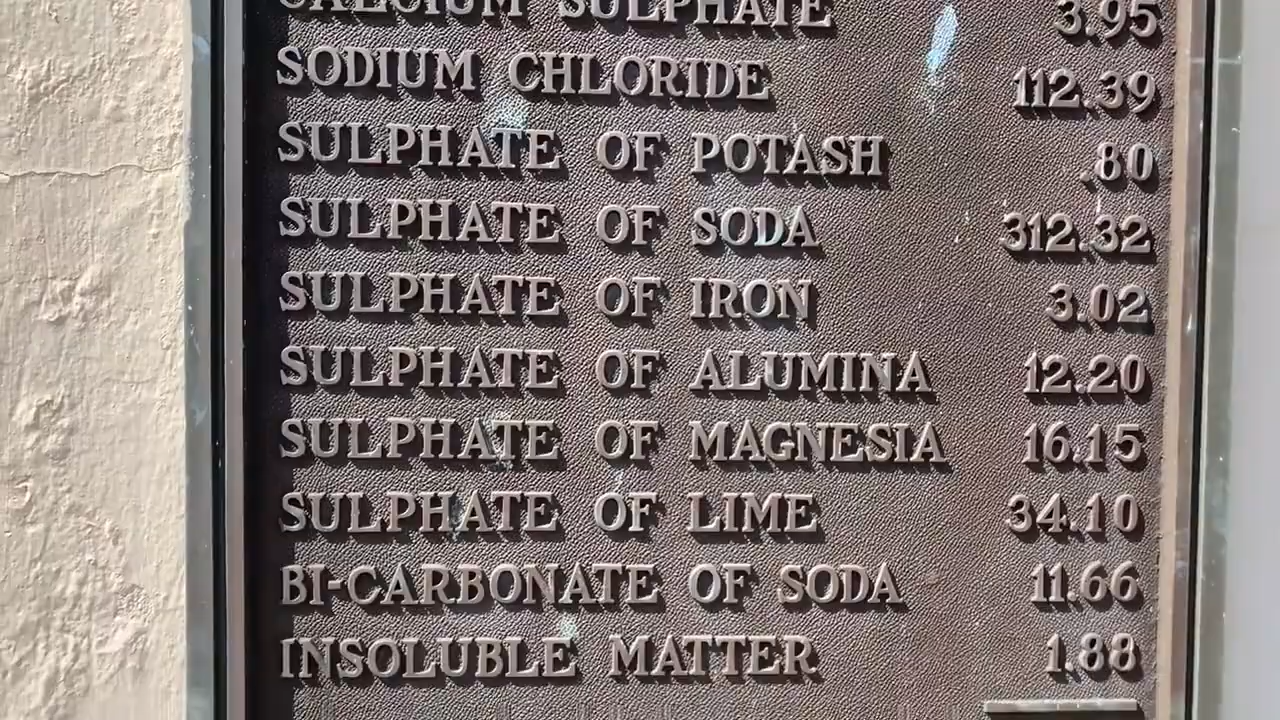 CALCIUM SULPHATE 3.95
SODIUM CHLORIDE 112.39
SULPHATE OF POTASH .80
SULPHATE OF SODA 312.32
SULPHATE OF IRON 3.02
SULPHATE OF ALUMINA 12.20
SULPHATE OF MAGNESIA 16.15
SULPHATE OF LIME 34.10
BI-CARBONATE OF SODA 11.66
INSOLUBLE MATTER 1.88